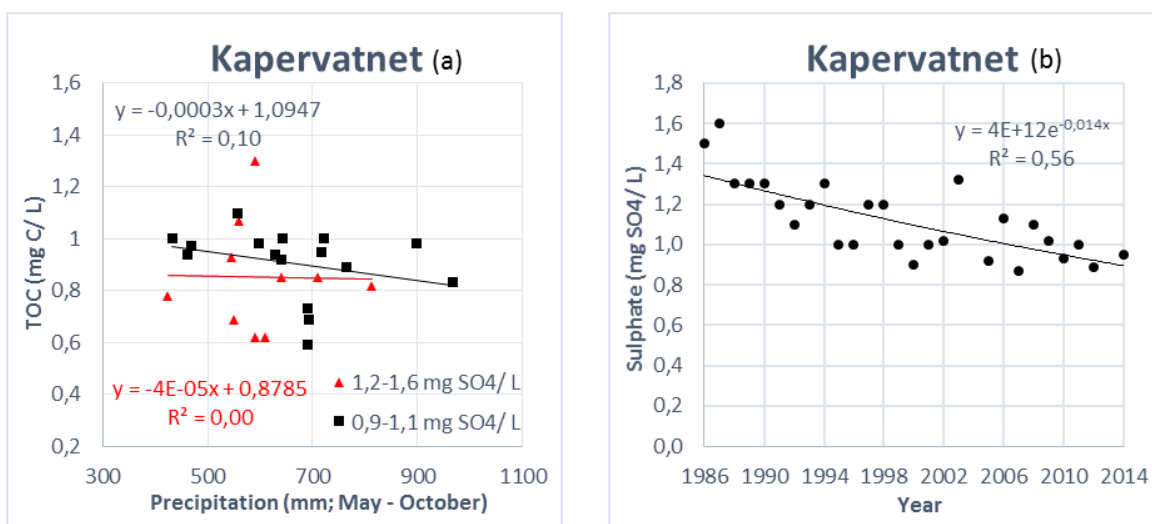 Kapervatnet (a)
1,6
1,4
1,2
1
0,8
0,6
0,4
0,2
TOC (mg C/ L)
y = -0,0003x + 1,0947
R² = 0,10
y = -4E-05x + 0,8785
R² = 0,00
1,2-1,6 mg SO4/ L
0,9-1,1 mg SO4/ L
300 500 700 900 1100
Precipitation (mm; May - October)
Kapervatnet (b)
1,8
1,6
1,4
1,2
1,0
0,8
0,6
0,4
0,2
0,0
Sulphate (mg SO4/ L)
y = 4E+12e^-0,014x
R² = 0,56
1986 1990 1994 1998 2002 2006 2010 2014
Year